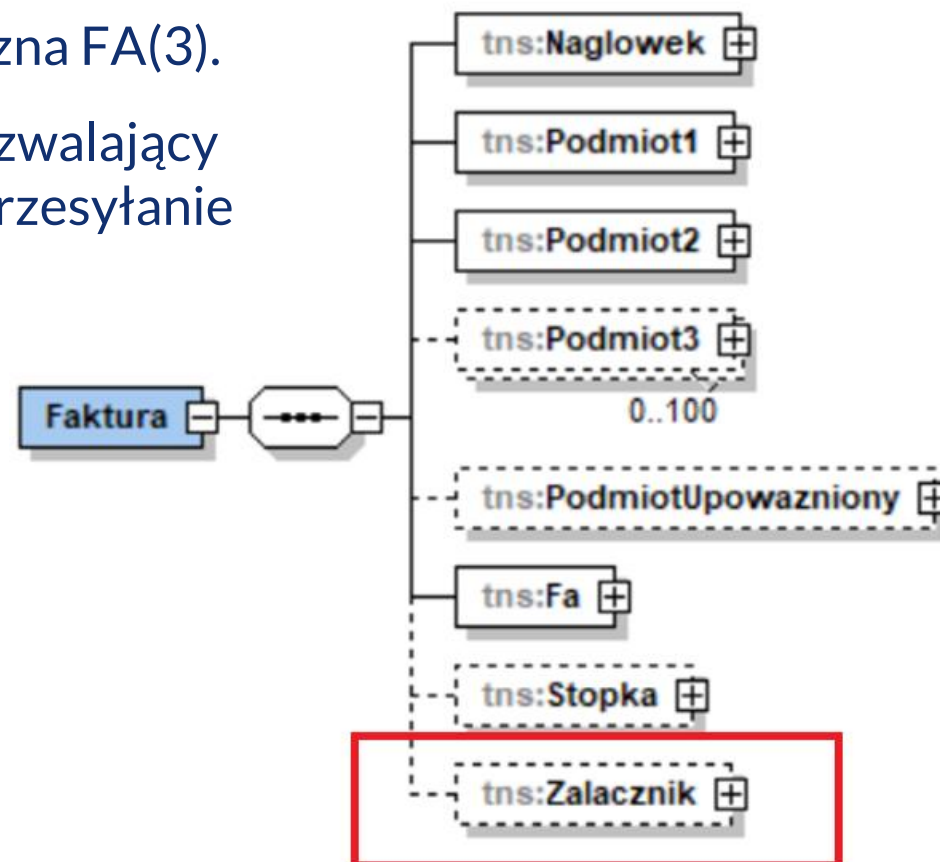 zna FA(3).
zwalający
rzesyłanie
tns:Naglowek
tns:Podmiot1
tns:Podmiot2
tns:Podmiot3
0..100
Faktura
tns:PodmiotUpowazniony
tns:Fa
tns:Stopka
tns:Zalacznik